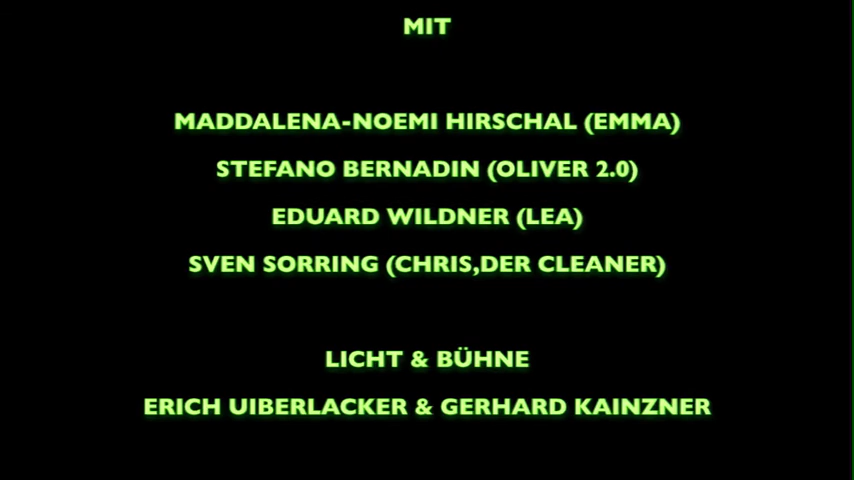 MIT
MADDALENA-NOEMI HIRSCHAL (EMMA)
STEFANO BERNADIN (OLIVER 2.0)
EDUARD WILDNER (LEA)
SVEN SORRING (CHRIS,DER CLEANER)
LICHT & BÜHNE
ERICH UIBERLACKER & GERHARD KAINZNER